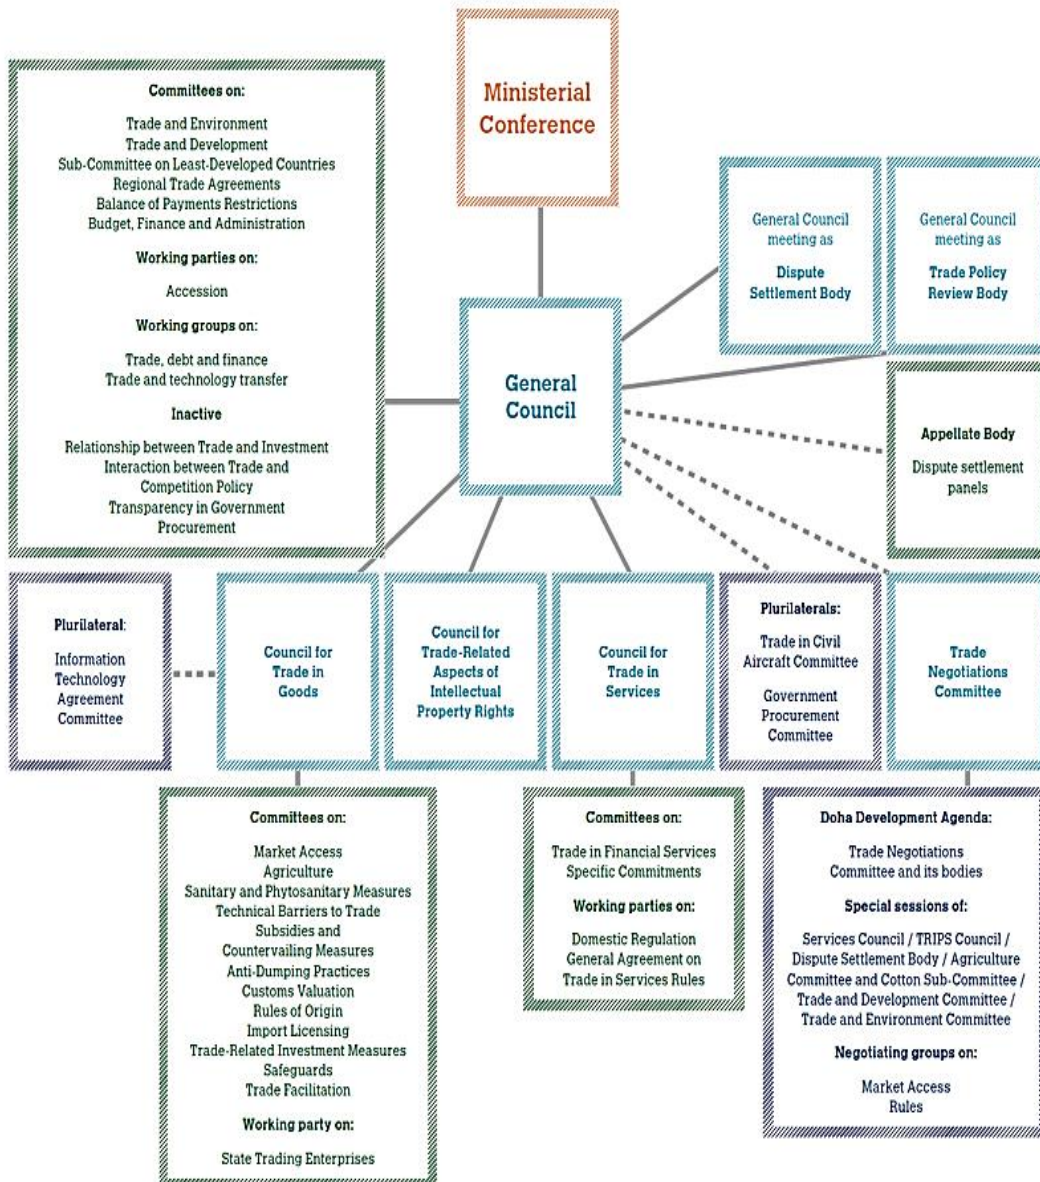 Ministerial
Conference
Committees on:
Trade and Environment
Trade and Development
Sub-Committee on Least-Developed Countries
Regional Trade Agreements
Balance of Payments Restrictions
Budget, Finance and Administration
Working parties on:
Accession
Working groups on:
Trade, debt and finance
Trade and technology transfer
Inactive
Relationship between Trade and Investment
Interaction between Trade and
Competition Policy
Transparency in Government
Procurement
General Council
meeting as
Dispute
Settlement Body
General Council
meeting as
Trade Policy
Review Body
General
Council
Appellate Body
Dispute settlement
panels
Plurilateral:
Information
Technology
Agreement
Committee
Council for
Trade in
Goods
Council for
Trade-Related
Aspects of
Intellectual
Property Rights
Council for
Trade in
Services
Plurilaterals:
Trade in Civil
Aircraft Committee
Government
Procurement
Committee
Trade
Negotiations
Committee
Committees on:
Market Access
Agriculture
Sanitary and Phytosanitary Measures
Technical Barriers to Trade
Subsidies and
Countervailing Measures
Anti-Dumping Practices
Customs Valuation
Rules of Origin
Import Licensing
Trade-Related Investment Measures
Safeguards
Trade Facilitation
Working party on:
State Trading Enterprises
Committees on:
Trade in Financial Services
Specific Commitments
Working parties on:
Domestic Regulation
General Agreement on
Trade in Services Rules
Doha Development Agenda:
Trade Negotiations
Committee and its bodies
Special sessions of:
Services Council / TRIPS Council /
Dispute Settlement Body / Agriculture
Committee and Cotton Sub-Committee /
Trade and Development Committee /
Trade and Environment Committee
Negotiating groups on:
Market Access
Rules